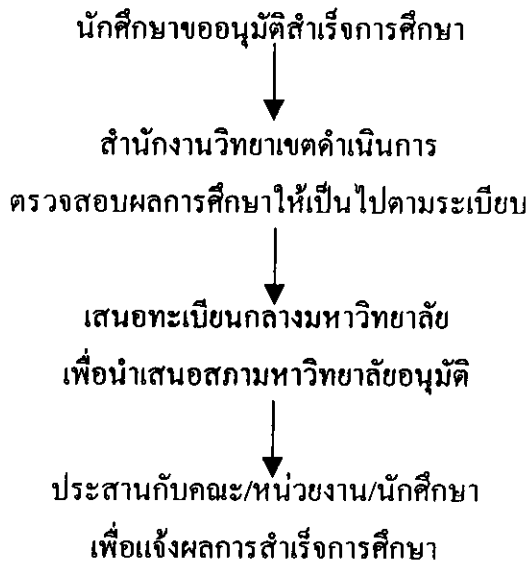 นักศึกษาขออนุมัติสำเร็จการศึกษา
สำนักงานวิทยาเขตดำเนินการ
ตรวจสอบผลการศึกษาให้เป็นไปตามระเบียบ
เสนอทะเบียนกลางมหาวิทยาลัย
เพื่อนำเสนอสภามหาวิทยาลัยอนุมัติ
ประสานกับคณะ/หน่วยงาน/นักศึกษา
เพื่อแจ้งผลการสำเร็จการศึกษา